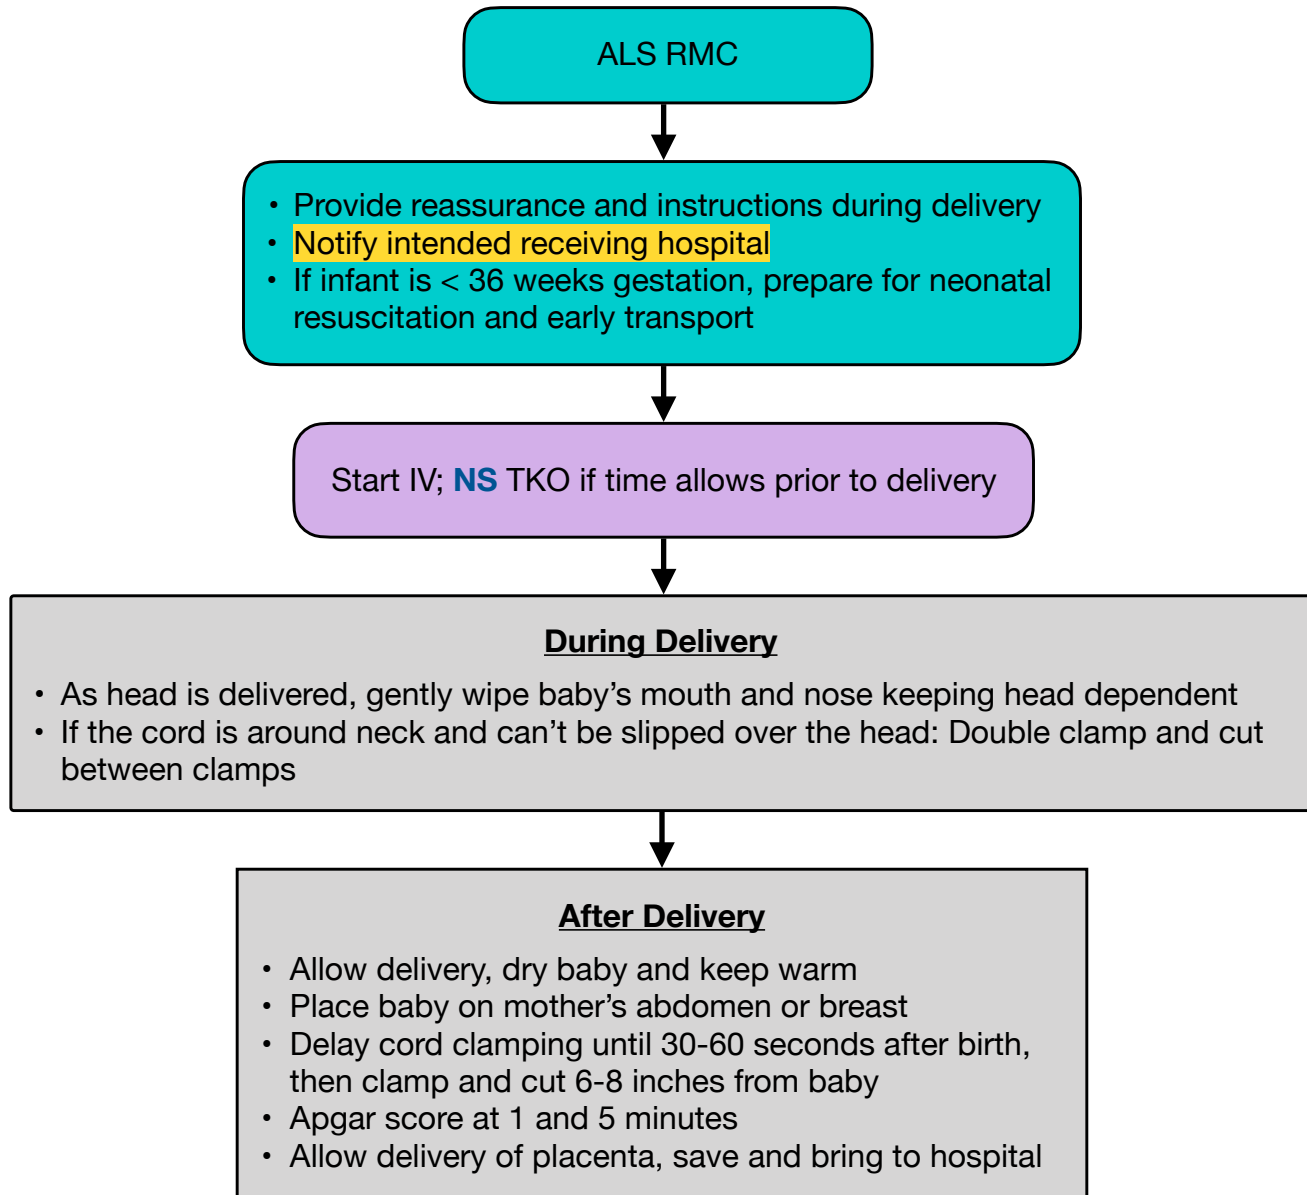 ALS RMC
• Provide reassurance and instructions during delivery
• Notify intended receiving hospital
• If infant is < 36 weeks gestation, prepare for neonatal
resuscitation and early transport
Start IV; NS TKO if time allows prior to delivery
During Delivery
• As head is delivered, gently wipe baby’s mouth and nose keeping head dependent
• If the cord is around neck and can’t be slipped over the head: Double clamp and cut
between clamps
After Delivery
• Allow delivery, dry baby and keep warm
• Place baby on mother’s abdomen or breast
• Delay cord clamping until 30-60 seconds after birth,
then clamp and cut 6-8 inches from baby
• Apgar score at 1 and 5 minutes
• Allow delivery of placenta, save and bring to hospital